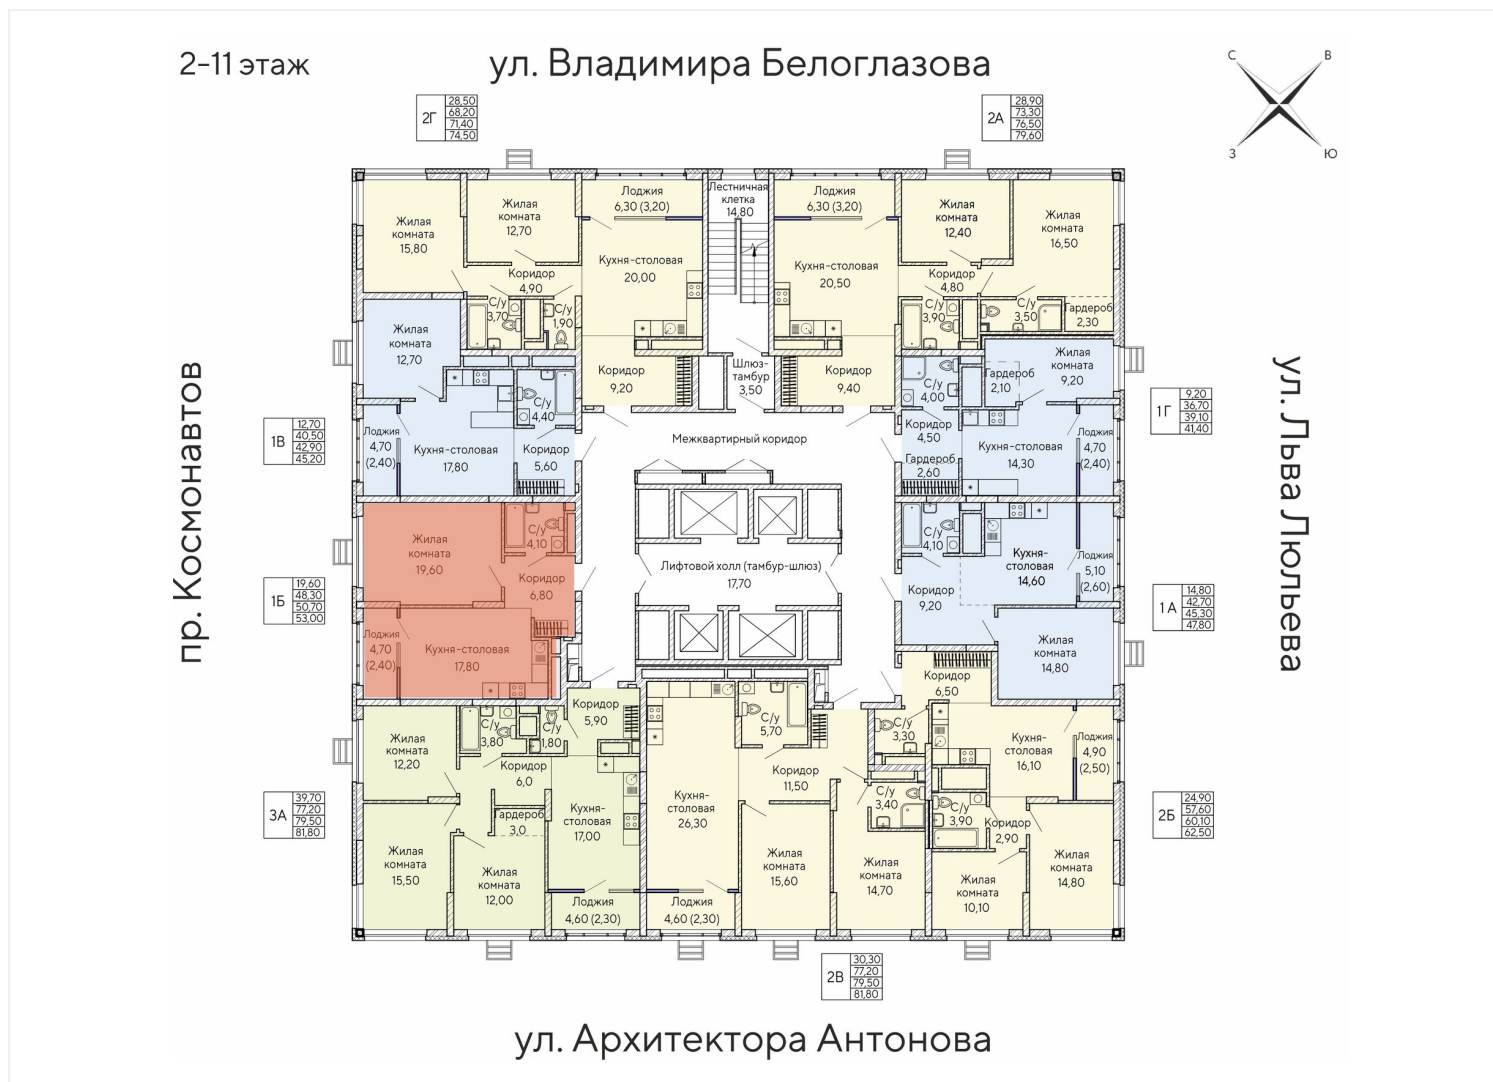 2-11 этаж
ул. Владимира Белоглазова
С
В
З
Ю
2Г
28,50
68,20
71,40
74,50
2А
28,90
73,30
76,50
79,60
Жилая
комната
15,80
Жилая
комната
12,70
Лоджия
6,30 (3,20)
Лестничная
клетка
14,80
Лоджия
6,30 (3,20)
Жилая
комната
12,40
Жилая
комната
16,50
Кухня-столовая
20,00
Кухня-столовая
20,50
Коридор
4,90
Коридор
4,80
С/у
3,70
С/у
1,90
С/у
3,90
С/у
3,50
Гардероб
2,30
Жилая
комната
12,70
Коридор
9,20
Шлюз-
тамбур
3,50
Коридор
9,40
С/у
4,00
Гардероб
2,10
Жилая
комната
9,20
С/у
4,40
1В
12,70
40,50
42,90
45,20
Лоджия
4,70
(2,40)
Кухня-столовая
17,80
Коридор
5,60
Межквартирный коридор
Коридор
4,50
Гардероб
2,60
Кухня-столовая
14,30
Лоджия
4,70
(2,40)
1Г
9,20
36,70
39,10
41,40
пр. Космонавтов
ул. Льва Люльева
Жилая
комната
19,60
С/у
4,10
Коридор
6,80
Лифтовой холл (тамбур-шлюз)
17,70
С/у
4,10
Кухня-
столовая
14,60
Лоджия
5,10
(2,60)
Коридор
9,20
1Б
19,60
48,30
50,70
53,00
1А
14,80
42,70
45,30
47,80
Лоджия
4,70
(2,40)
Кухня-столовая
17,80
Жилая
комната
14,80
Коридор
6,50
Жилая
комната
12,20
С/у
3,80
С/у
1,80
Коридор
5,90
С/у
5,70
С/у
3,30
Кухня-
столовая
16,10
Лоджия
4,90
(2,50)
Коридор
6,0
Коридор
11,50
3А
39,70
77,20
79,50
81,80
Гардероб
3,0
Кухня-
столовая
17,00
Кухня-
столовая
26,30
С/у
3,40
С/у
3,90
Коридор
2,90
2Б
24,90
57,60
60,10
62,50
Жилая
комната
15,50
Жилая
комната
12,00
Жилая
комната
15,60
Жилая
комната
14,70
Жилая
комната
10,10
Жилая
комната
14,80
Лоджия
4,60 (2,30)
Лоджия
4,60 (2,30)
2В
30,30
77,20
79,50
81,80
ул. Архитектора Антонова